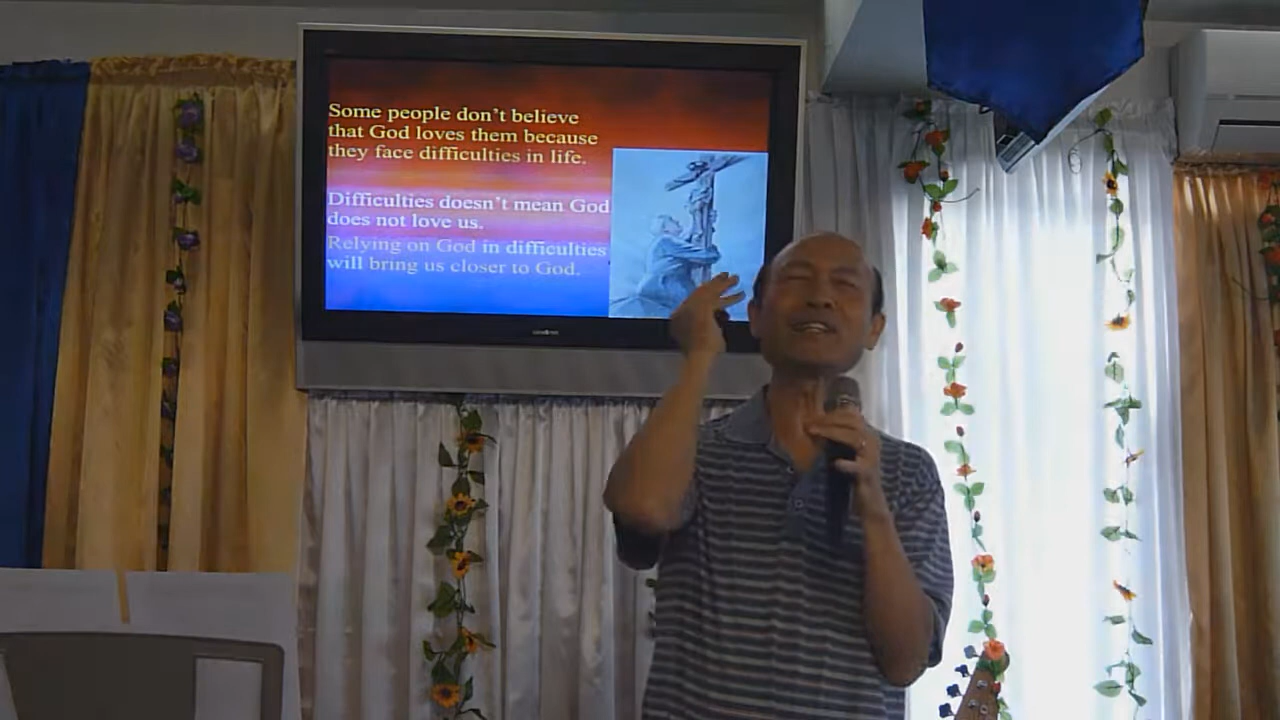 Some people don't believe
that God loves them because
they face difficulties in life.
Difficulties doesn't mean God
does not love us.
Relying on God in difficulties
will bring us closer to God.